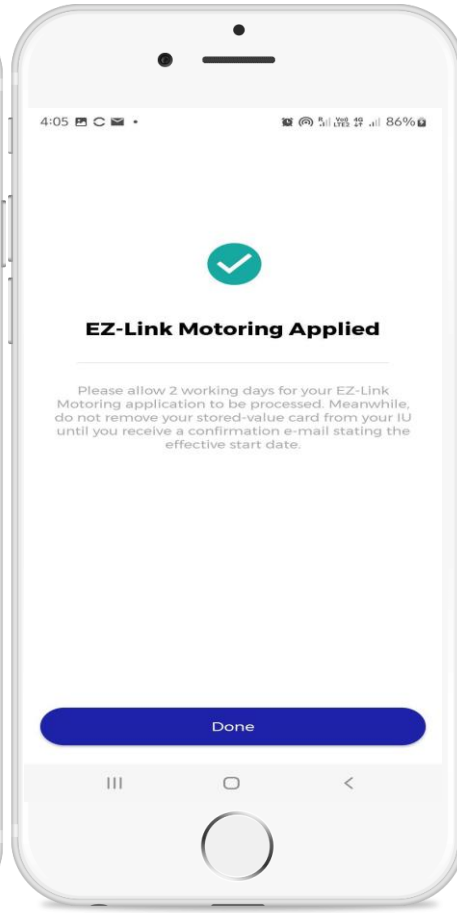 4:05
86%
EZ-Link Motoring Applied
Please allow 2 working days for your EZ-Link
Motoring application to be processed. Meanwhile,
do not remove your stored-value card from your IU
until you receive a confirmation e-mail stating the
effective start date.
Done